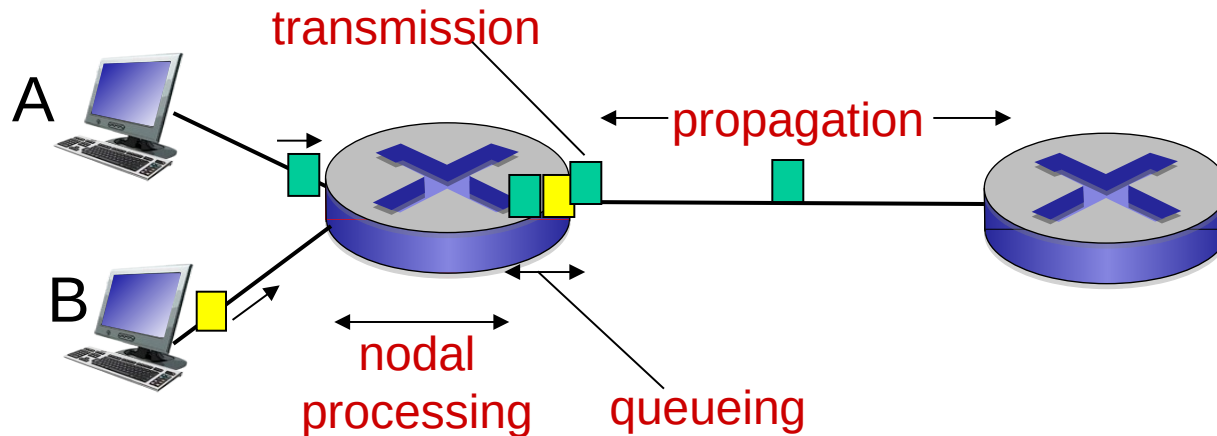 transmission
A
propagation
B
nodal
processing
queueing